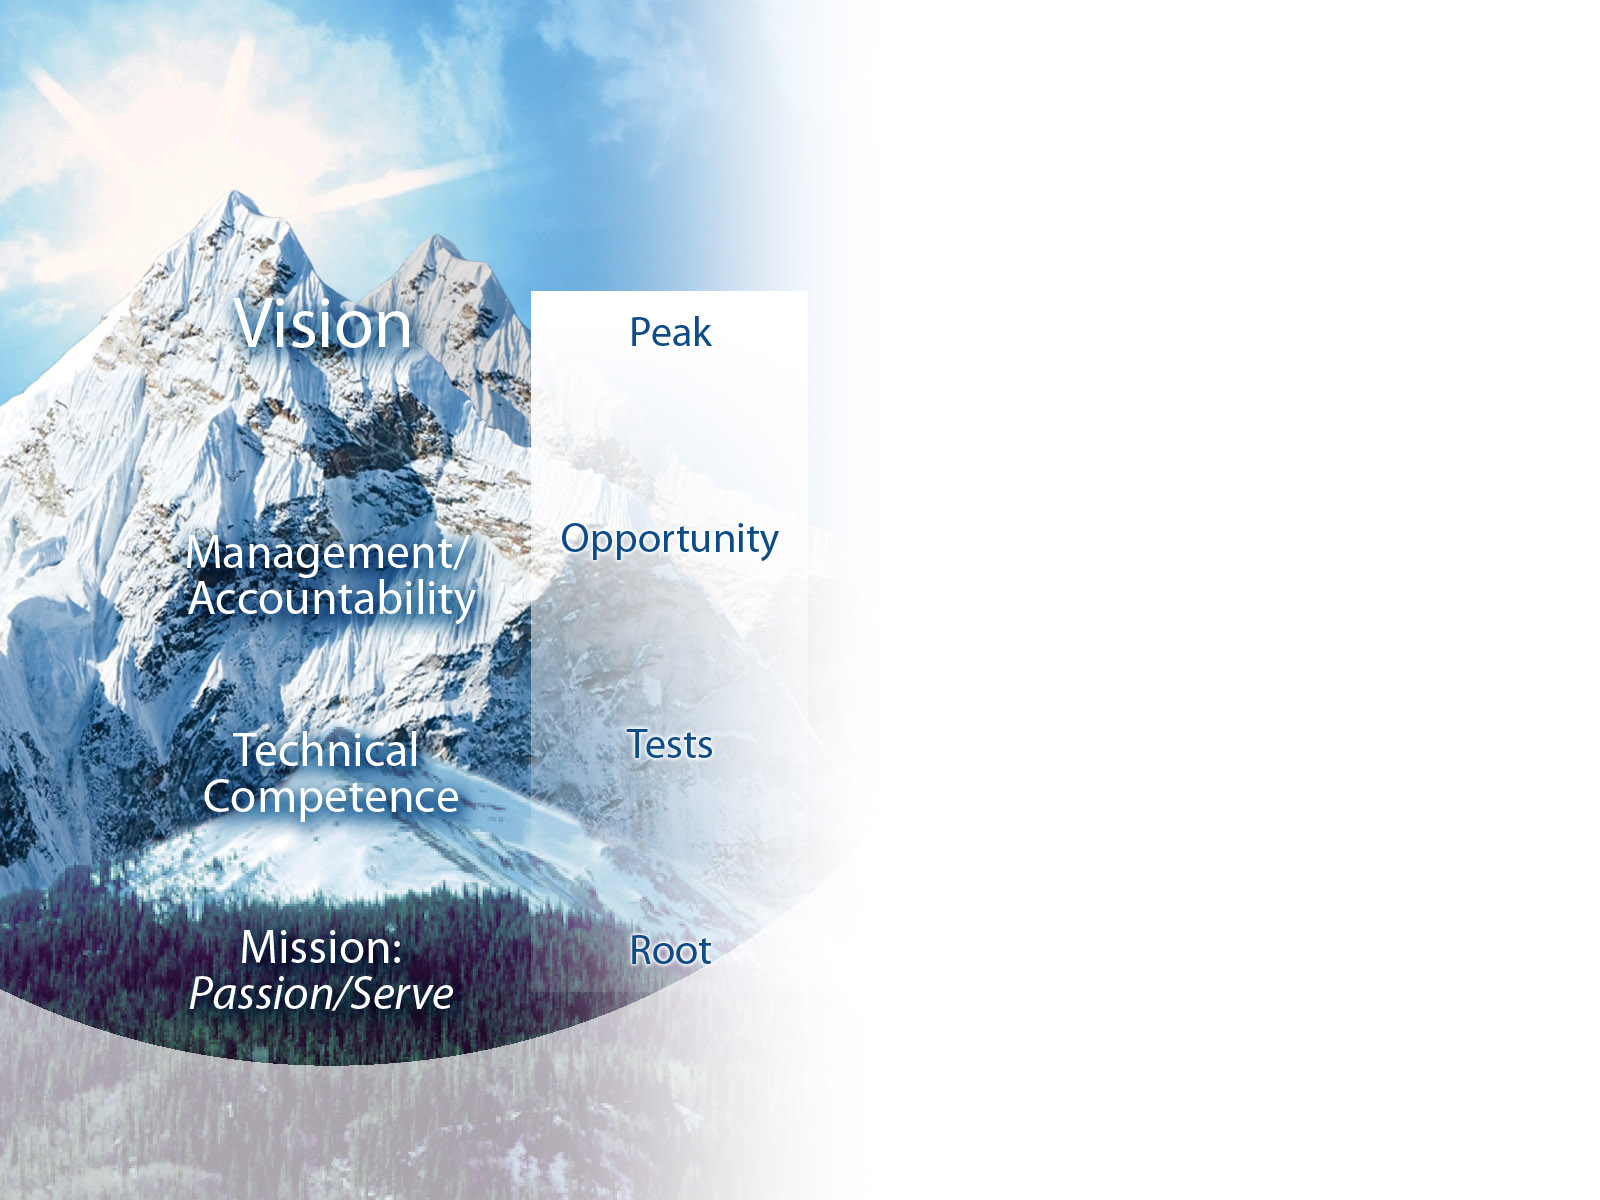 Vision
Peak
Management/
Accountability
Opportunity
Technical
Competence
Tests
Mission:
Passion/Serve
Root